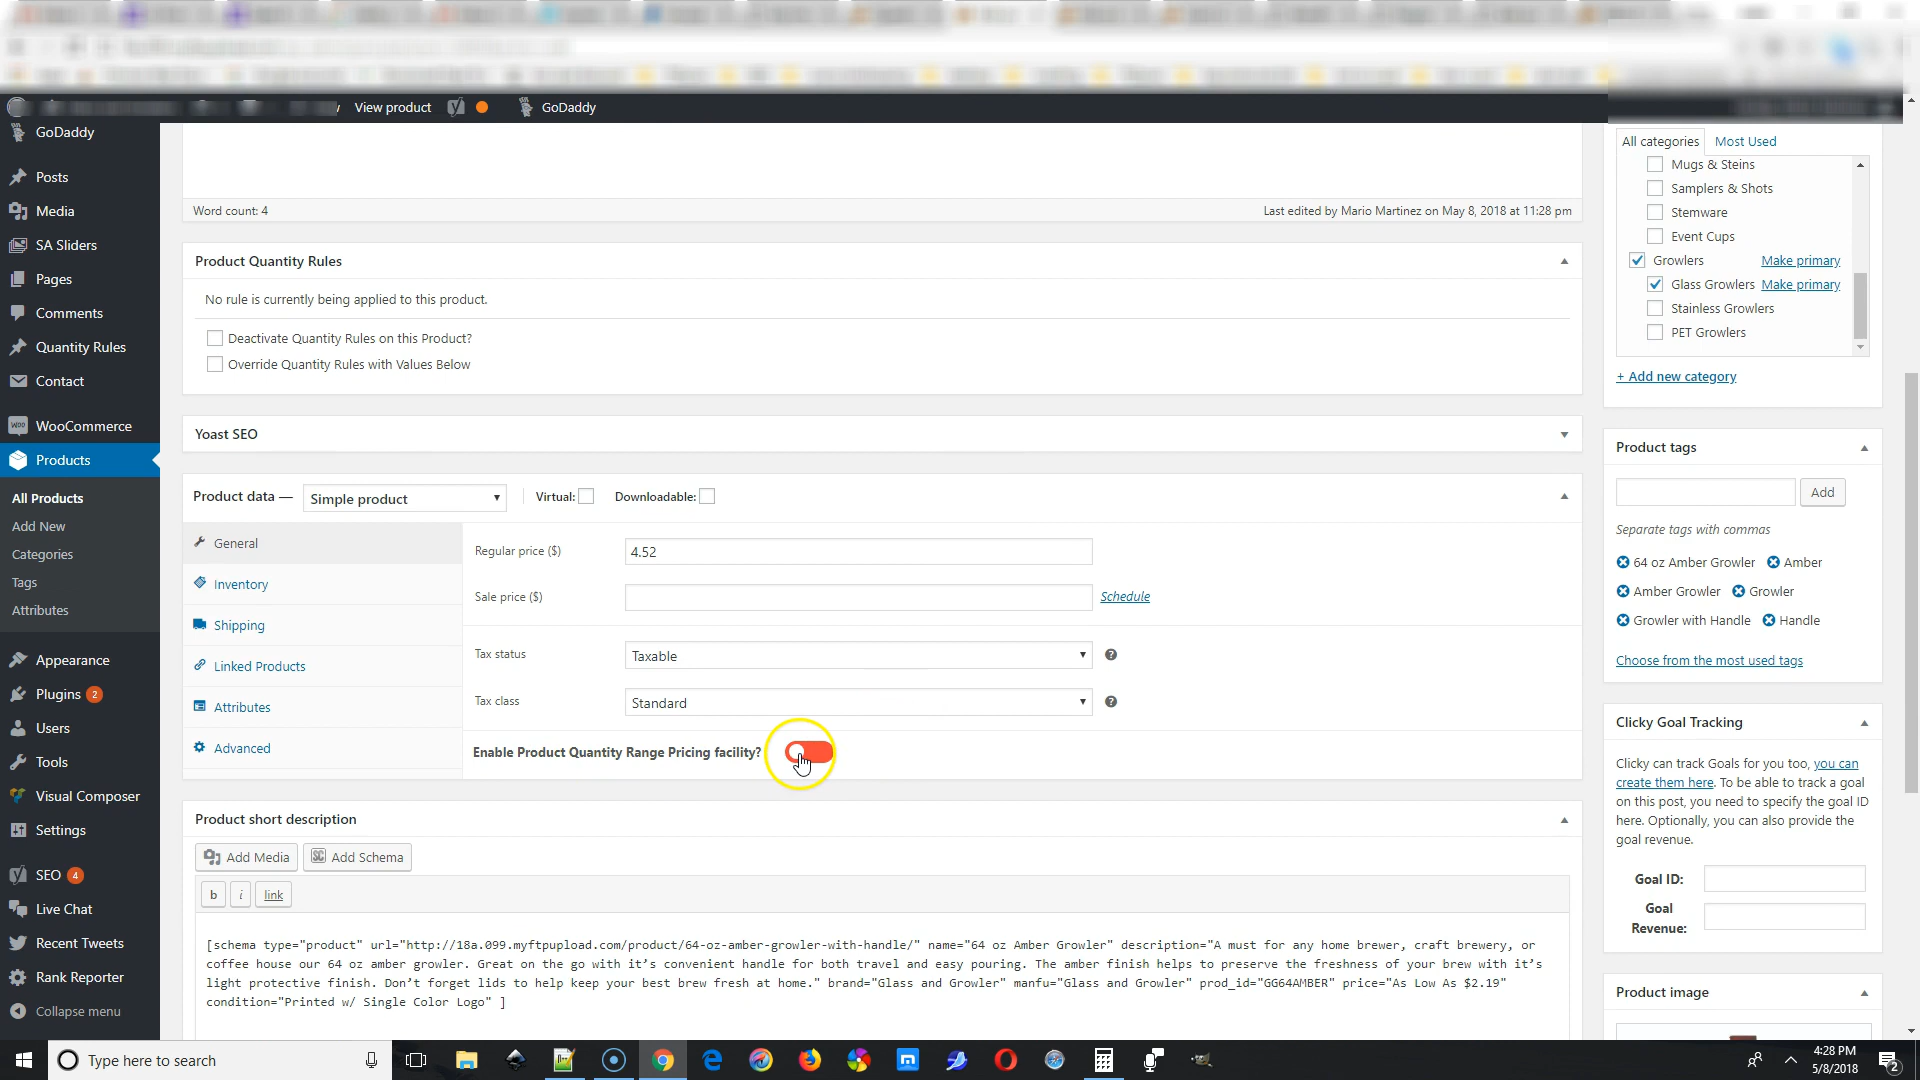 View product
GoDaddy
GoDaddy
Posts
Media
SA Sliders
Pages
Comments
Quantity Rules
Contact
WooCommerce
Products
All Products
Add New
Categories
Tags
Attributes
Appearance
Plugins 2
Users
Tools
Visual Composer
Settings
SEO 4
Live Chat
Recent Tweets
Rank Reporter
Collapse menu
Word count: 4
Last edited by Mario Martinez on May 8, 2018 at 11:28 pm
Product Quantity Rules
No rule is currently being applied to this product.
Deactivate Quantity Rules on this Product?
Override Quantity Rules with Values Below
Yoast SEO
Product data —
Simple product
Virtual:
Downloadable:
General
Inventory
Shipping
Linked Products
Attributes
Advanced
Regular price ($)
4.52
Sale price ($)
Schedule
Tax status
Taxable
Tax class
Standard
Enable Product Quantity Range Pricing facility?
Product short description
Add Media
Add Schema
b
i
link
[schema type="product" url="http://18a.099.myftpupload.com/product/64-oz-amber-growler-with-handle/" name="64 oz Amber Growler" description="A must for any home brewer, craft brewery, or
coffee house our 64 oz amber growler. Great on the go with it’s convenient handle for both travel and easy pouring. The amber finish helps to preserve the freshness of your brew with it’s
light protective finish. Don’t forget lids to help keep your best brew fresh at home." brand="Glass and Growler" manfu="Glass and Growler" prod_id="GG64AMBER" price="As Low As $2.19"
condition="Printed w/ Single Color Logo" ]
All categories
Most Used
Mugs & Steins
Samplers & Shots
Stemware
Event Cups
Growlers Make primary
Glass Growlers Make primary
Stainless Growlers
PET Growlers
+ Add new category
Product tags
Add
Separate tags with commas
64 oz Amber Growler Amber
Amber Growler Growler
Growler with Handle Handle
Choose from the most used tags
Clicky Goal Tracking
Clicky can track Goals for you too, you can
create them here. To be able to track a goal
on this post, you need to specify the goal ID
here. Optionally, you can also provide the
goal revenue.
Goal ID:
Goal
Revenue:
Product image
Type here to search
4:28 PM
5/8/2018
2